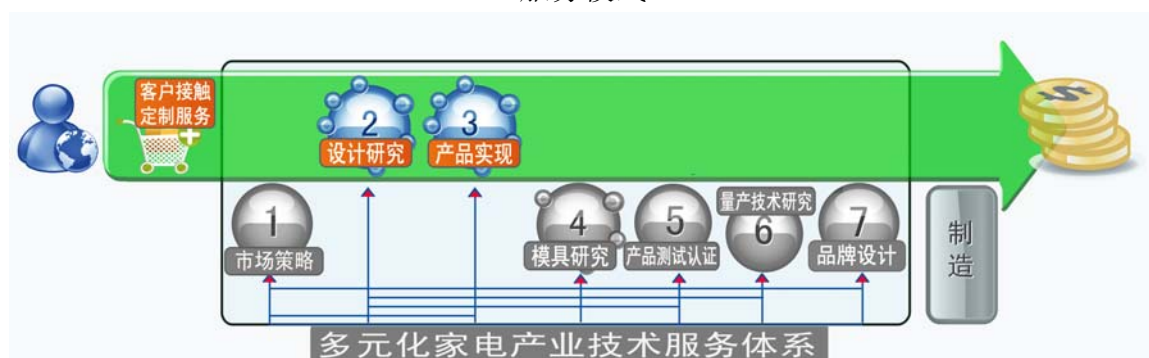 客户接触
定制服务
2
设计研究
3
产品实现
1
市场策略
4
模具研究
5
产品测试认证
量产技术研究
6
7
品牌设计
制
造
$
多元化家电产业技术服务体系